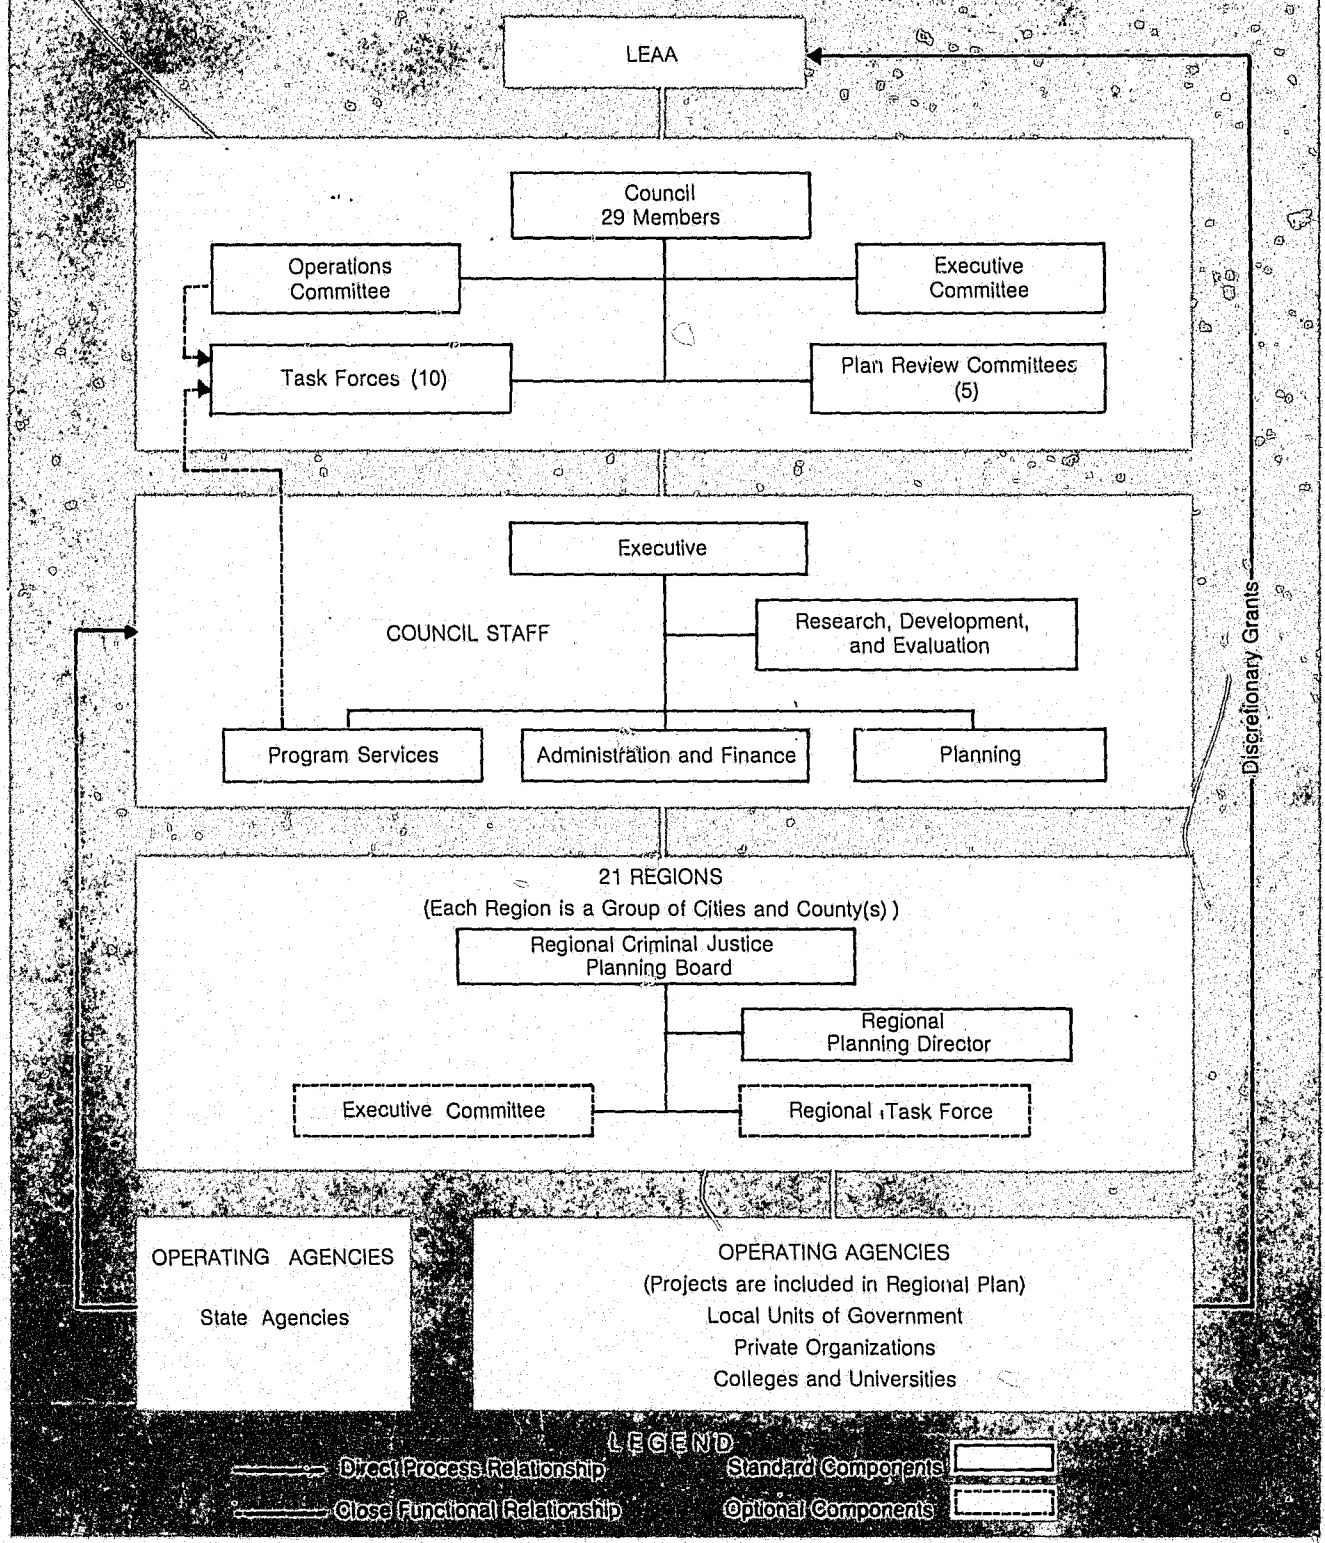 LEAA
Council
29 Members
Operations
Committee
Executive
Committee
Task Forces (10)
Plan Review Committees
(5)
Executive
COUNCIL STAFF
Research, Development,
and Evaluation
Program Services
Administration and Finance
Planning
Discretionary Grants
21 REGIONS
(Each Region is a Group of Cities and County(s) )
Regional Criminal Justice
Planning Board
Regional
Planning Director
Executive Committee
Regional Task Force
OPERATING AGENCIES
State Agencies
OPERATING AGENCIES
(Projects are included in Regional Plan)
Local Units of Government
Private Organizations
Colleges and Universities
LEGEND
Direct Process Relationship
Standard Components
Close Functional Relationship
Optional Components